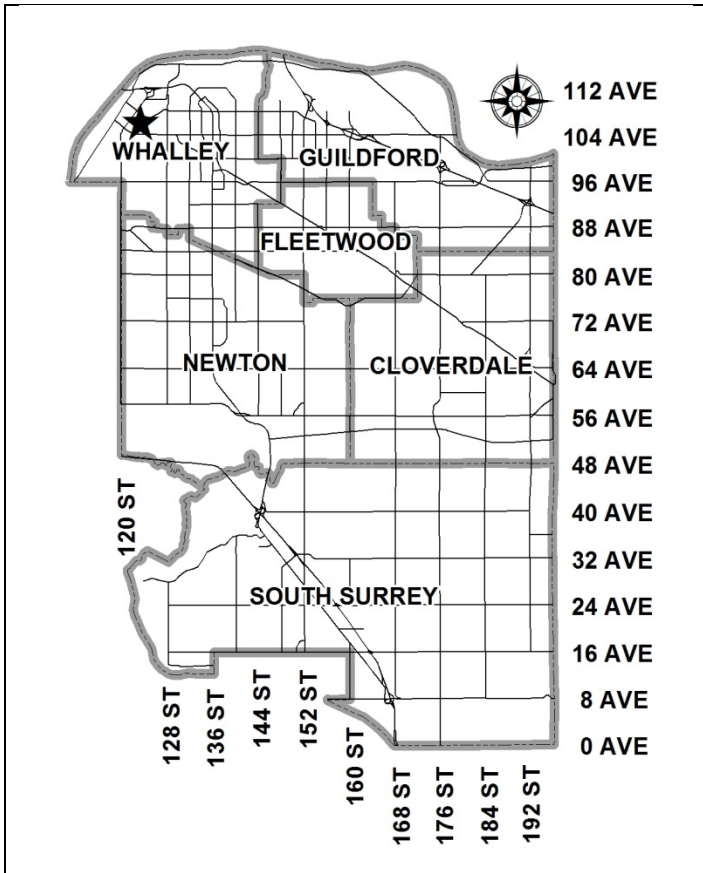 112 AVE
104 AVE
WHALLEY
GUILDFORD
96 AVE
88 AVE
FLEETWOOD
80 AVE
72 AVE
NEWTON
CLOVERDALE
64 AVE
56 AVE
48 AVE
120 ST
40 AVE
32 AVE
SOUTH SURREY
24 AVE
16 AVE
8 AVE
0 AVE
128 ST
136 ST
144 ST
152 ST
160 ST
168 ST
176 ST
184 ST
192 ST